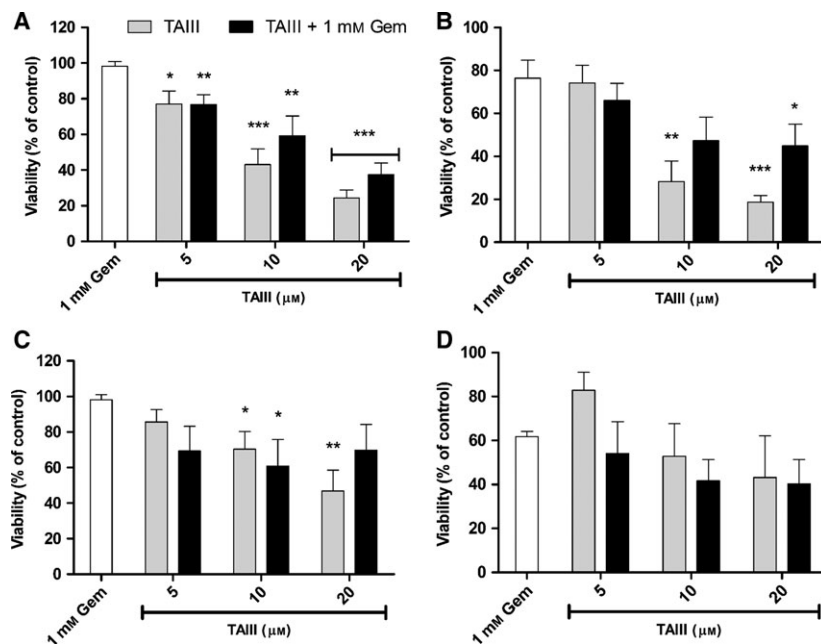 A
TAIII
TAIII + 1 mM Gem
120
100
80
60
40
20
0
Viability (% of control)
*
**
***
**
***
1 mM Gem
5
10
20
TAIII (μM)
B
100
80
60
40
20
0
Viability (% of control)
**
***
*
1 mM Gem
5
10
20
TAIII (μM)
C
120
100
80
60
40
20
0
Viability (% of control)
*
*
**
1 mM Gem
5
10
20
TAIII (μM)
D
100
80
60
40
20
0
Viability (% of control)
1 mM Gem
5
10
20
TAIII (μM)